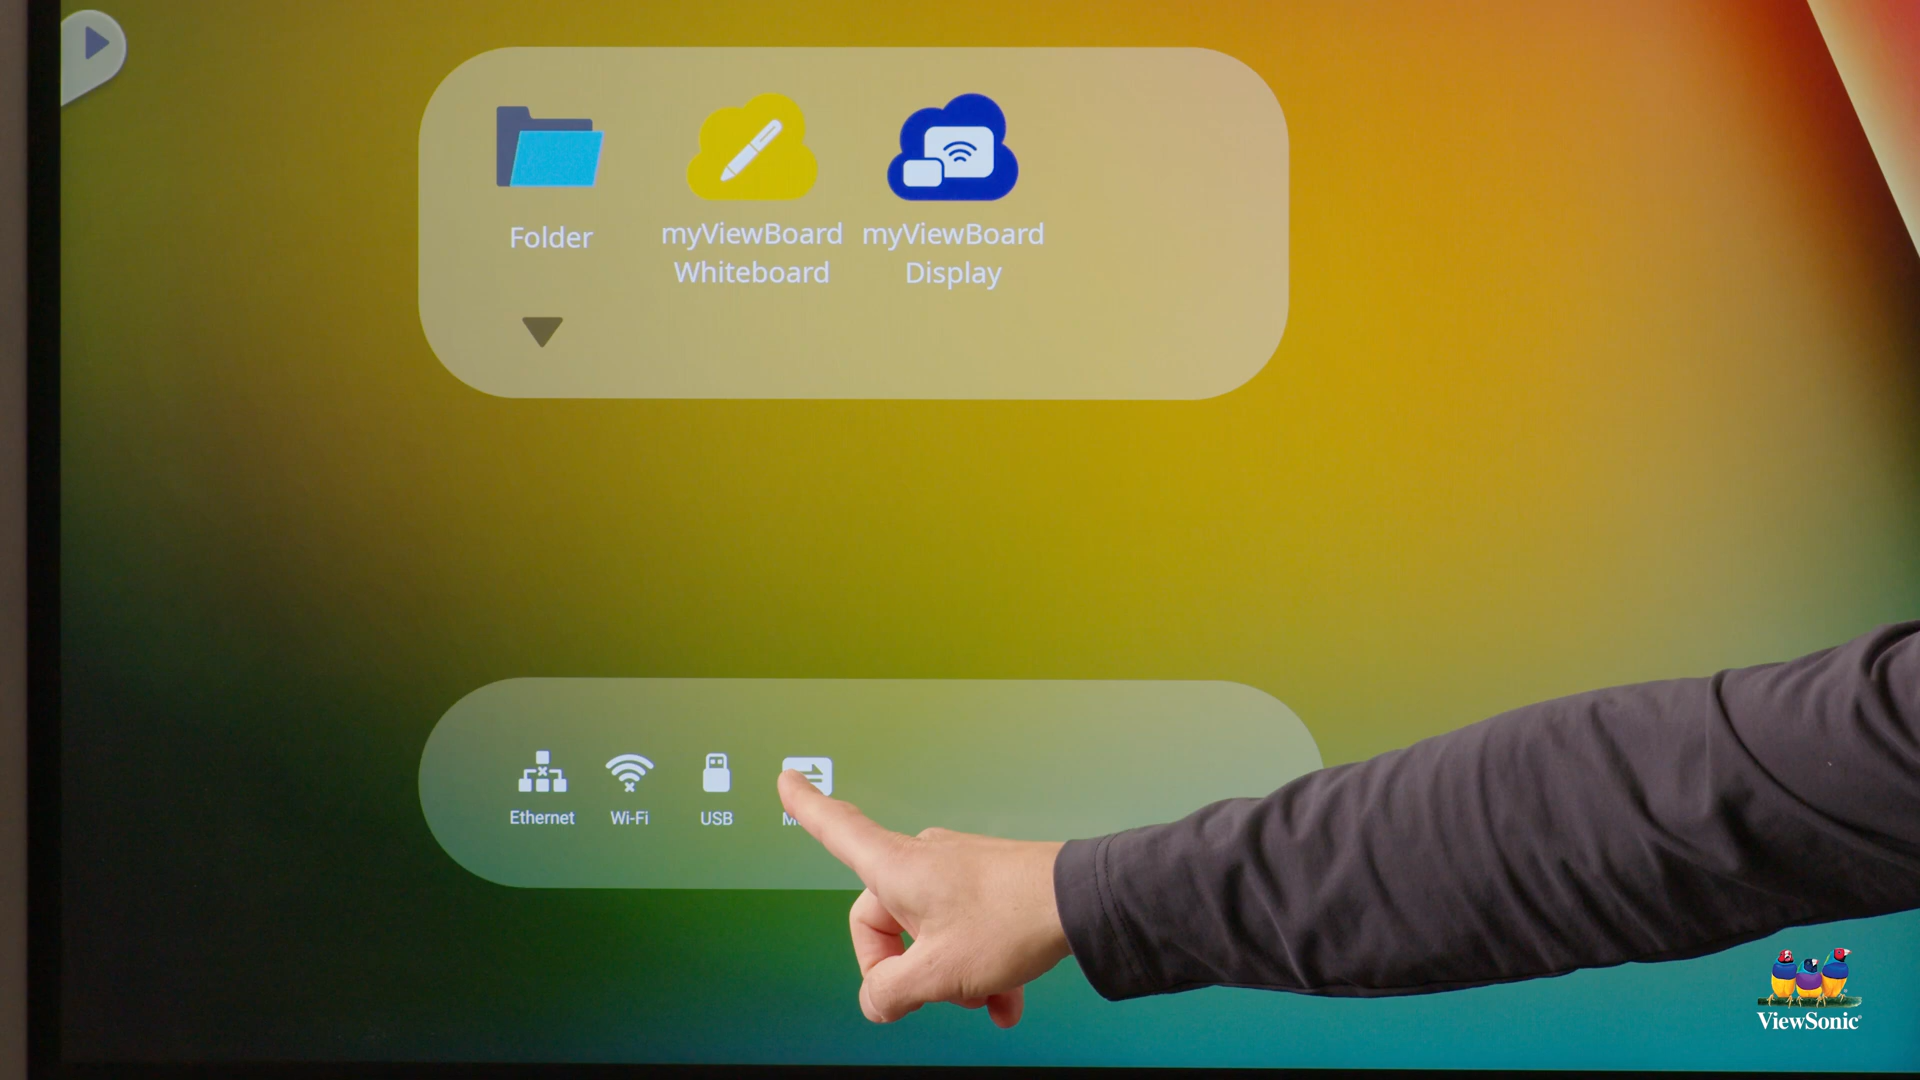 Folder
myViewBoard
Whiteboard
myViewBoard
Display
Ethernet
Wi-Fi
USB
ViewSonic